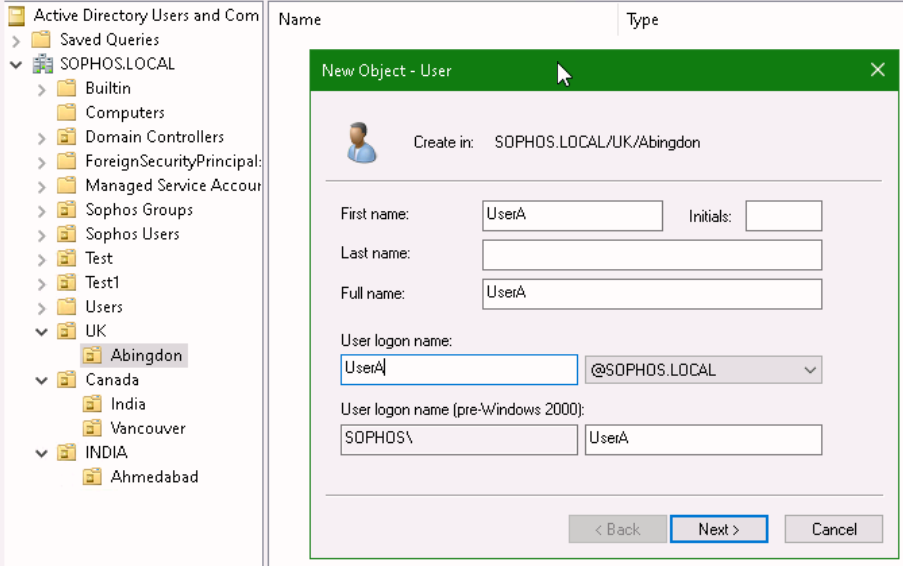 Active Directory Users and Com
Saved Queries
SOPHOS.LOCAL
Builtin
Computers
Domain Controllers
ForeignSecurityPrincipal:
Managed Service Accour
Sophos Groups
Sophos Users
Test
Test1
Users
UK
Abingdon
Canada
India
Vancouver
INDIA
Ahmedabad
Name Type
New Object - User
Create in: SOPHOS.LOCAL/UK/Abingdon
First name: UserA Initials:
Last name:
Full name: UserA
User logon name:
UserA @SOPHOS.LOCAL
User logon name (pre-Windows 2000):
SOPHOS\ UserA
< Back Next > Cancel